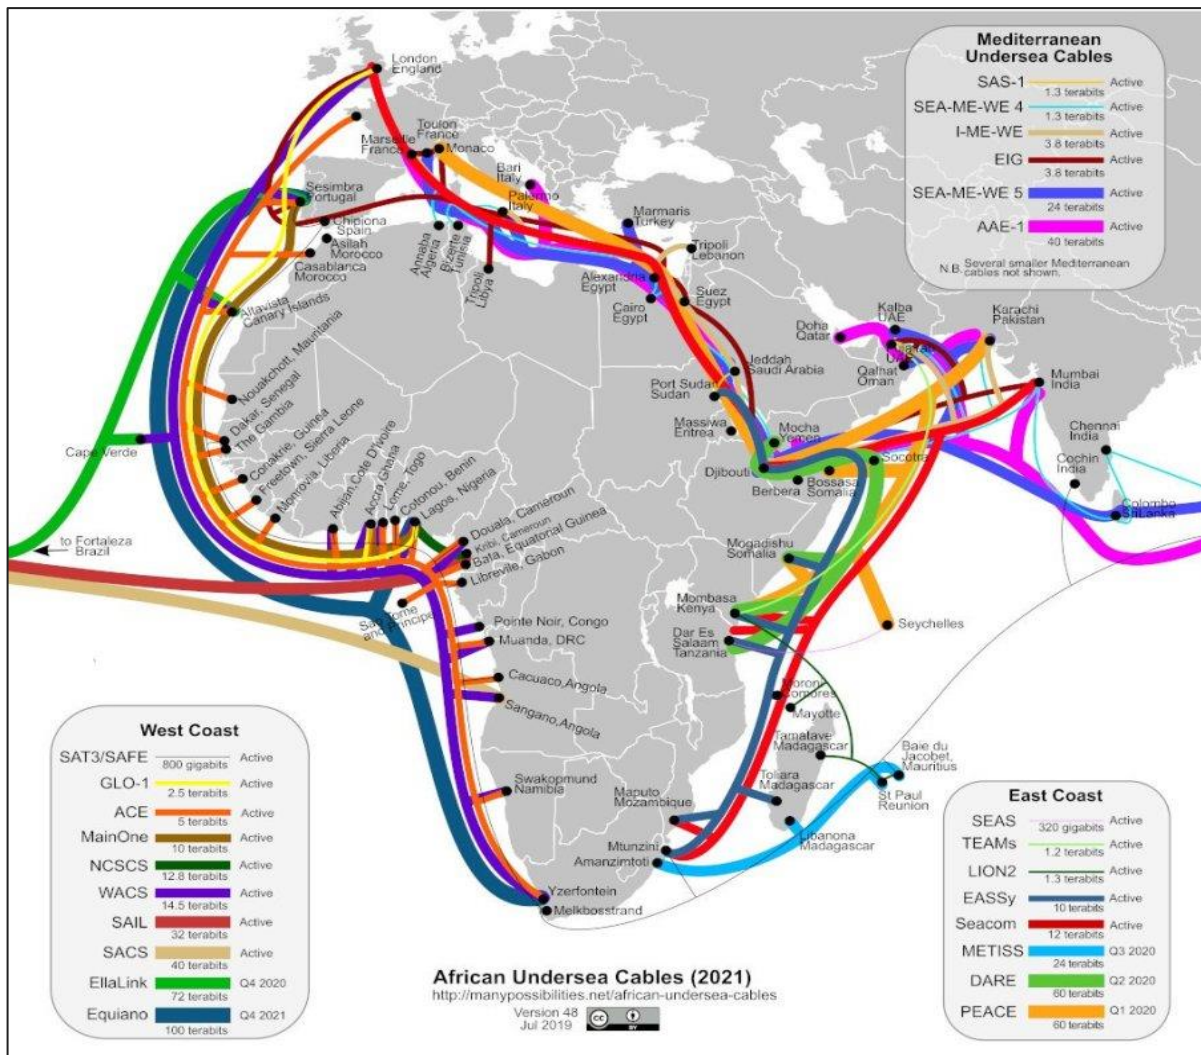 London
England
Toulon
France
Marseille
France
Monaco
Bari
Italy
Palermo
Italy
Sesimbra
Portugal
Chipiona
Spain
Asilah
Morocco
Casablanca
Morocco
Annaba
Algeria
Bizerte
Tunisia
Tripoli
Libya
Marmaris
Turkey
Tripoli
Lebanon
Alexandria
Egypt
Cairo
Egypt
Suez
Egypt
Altavista
Canary Islands
Doha
Qatar
Kalba
UAE
UAE
Qalhat
Oman
Karachi
Pakistan
Mumbai
India
Chennai
India
Cochin
India
Colombo
Sri Lanka
Jeddah
Saudi Arabia
Port Sudan
Sudan
Massiwa
Eritrea
Mocha
Yemen
Djibouti
Berbera
Bossasa
Somalia
Socotra
Nouakchott, Mauritania
Dakar, Senegal
The Gambia
Cape Verde
Conakrie, Guinea
Freetown, Sierra Leone
Monrovia, Liberia
Abijan,Cote D'Ivoire
Accra,Ghana
Lome, Togo
Cotonou, Benin
Lagos, Nigeria
Douala, Cameroun
Kribi, Cameroun
Bata, Equatorial Guinea
Libreville, Gabon
Sao Tome
and Principe
to Fortaleza
Brazil
Pointe Noir, Congo
Muanda, DRC
Cacuaco,Angola
Sangano,Angola
Swakopmund
Namibia
Mogadishu
Somalia
Mombasa
Kenya
Dar Es
Salaam
Tanzania
Seychelles
Moroni
Comores
Mayotte
Tamatave
Madagascar
Baie du
Jacobet,
Mauritius
St Paul
Reunion
Toliara
Madagascar
Libanona
Madagascar
Maputo
Mozambique
Mtunzini
Amanzimtoti
Yzerfontein
Melkbosstrand
Mediterranean
Undersea Cables
SAS-1 Active
1.3 terabits
SEA-ME-WE 4 Active
1.3 terabits
I-ME-WE Active
3.8 terabits
EIG Active
3.8 terabits
SEA-ME-WE 5 Active
24 terabits
AAE-1 Active
40 terabits
N.B. Several smaller Mediterranean
cables not shown.
West Coast
SAT3/SAFE Active
800 gigabits
GLO-1 Active
2.5 terabits
ACE Active
5 terabits
MainOne Active
10 terabits
NCSCS Active
12.8 terabits
WACS Active
14.5 terabits
SAIL Active
32 terabits
SACS Active
40 terabits
EllaLink Q4 2020
72 terabits
Equiano Q4 2021
100 terabits
East Coast
SEAS Active
320 gigabits
TEAMs Active
1.2 terabits
LION2 Active
1.3 terabits
EASSy Active
10 terabits
Seacom Active
12 terabits
METISS Q3 2020
24 terabits
DARE Q2 2020
60 terabits
PEACE Q1 2020
60 terabits
African Undersea Cables (2021)
http://manypossibilities.net/african-undersea-cables
Version 48
Jul 2019
cc
BY